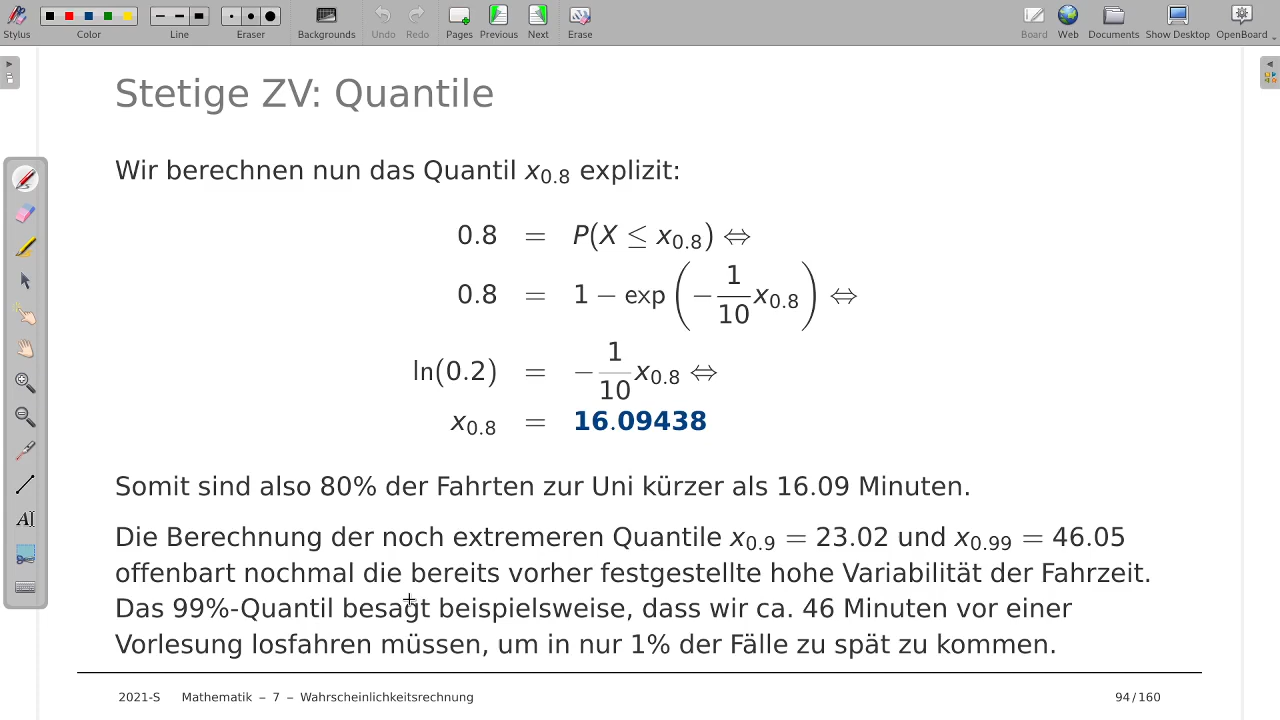 Stylus Color Line Eraser Backgrounds Undo Redo Pages Previous Next Erase Board Web Documents Show Desktop OpenBoard
Stetige ZV: Quantile
Wir berechnen nun das Quantil x0.8 explizit:
0.8 = P(X ≤ x0.8) ⇔
0.8 = 1 − exp(−1/10 x0.8) ⇔
ln(0.2) = −1/10 x0.8 ⇔
x0.8 = 16.09438
Somit sind also 80% der Fahrten zur Uni kürzer als 16.09 Minuten.
Die Berechnung der noch extremeren Quantile x0.9 = 23.02 und x0.99 = 46.05
offenbart nochmal die bereits vorher festgestellte hohe Variabilität der Fahrzeit.
Das 99%-Quantil besagt beispielsweise, dass wir ca. 46 Minuten vor einer
Vorlesung losfahren müssen, um in nur 1% der Fälle zu spät zu kommen.
2021-S Mathematik – 7 – Wahrscheinlichkeitsrechnung 94/160